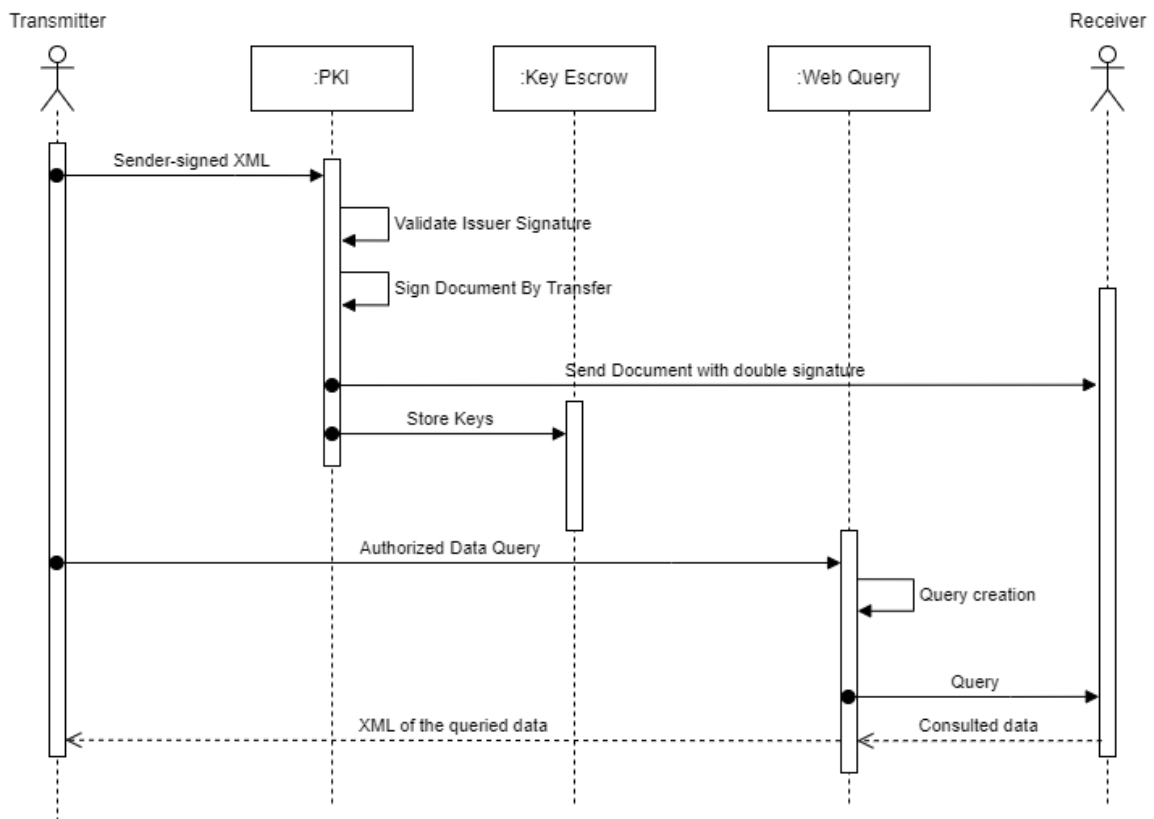 Transmitter
Receiver
:PKI
:Key Escrow
:Web Query
Sender-signed XML
Validate Issuer Signature
Sign Document By Transfer
Send Document with double signature
Store Keys
Authorized Data Query
Query creation
Query
XML of the queried data
Consulted data